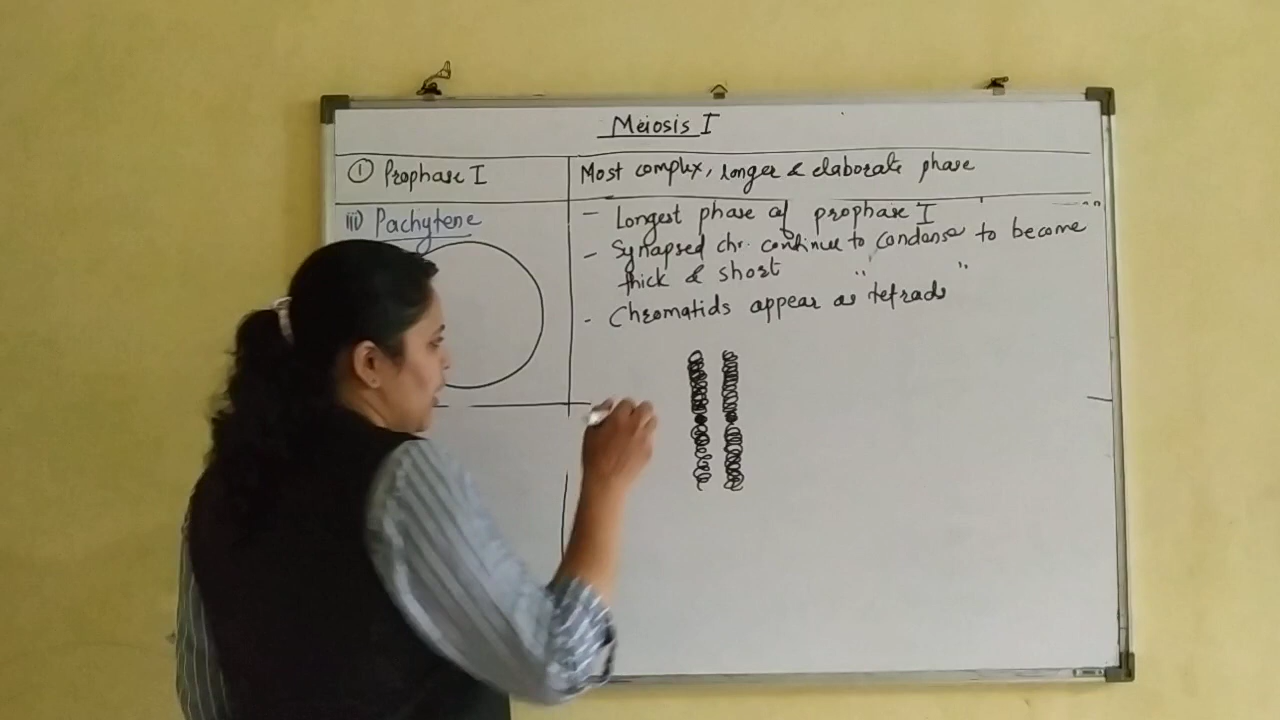 Meiosis I
① Prophase I
Most complex, longer & elaborate phase
iii) Pachytene
- Longest phase of prophase I
- Synapsed chr. continue to condense to become
thick & short
- Chromatids appear as "tetrads"